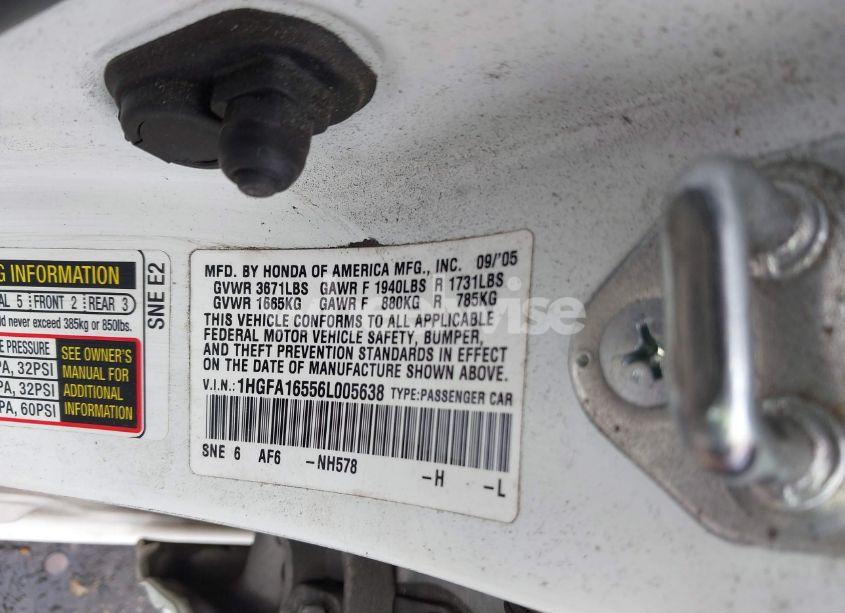 G INFORMATION
AL 5 FRONT 2 REAR 3
ld never exceed 385kg or 850lbs.
E PRESSURE
PA, 32PSI
PA, 32PSI
PA, 60PSI
SEE OWNER'S
MANUAL FOR
ADDITIONAL
INFORMATION
SNE E2
MFD. BY HONDA OF AMERICA MFG., INC. 09/'05
GVWR 3671LBS GAWR F 1940LBS R 1731LBS
GVWR 1665KG GAWR F 880KG R 785KG
THIS VEHICLE CONFORMS TO ALL APPLICABLE
FEDERAL MOTOR VEHICLE SAFETY, BUMPER,
AND THEFT PREVENTION STANDARDS IN EFFECT
ON THE DATE OF MANUFACTURE SHOWN ABOVE.
V.I.N.:1HGFA16556L005638 TYPE:PASSENGER CAR
SNE 6 AF6 -NH578 -H -L